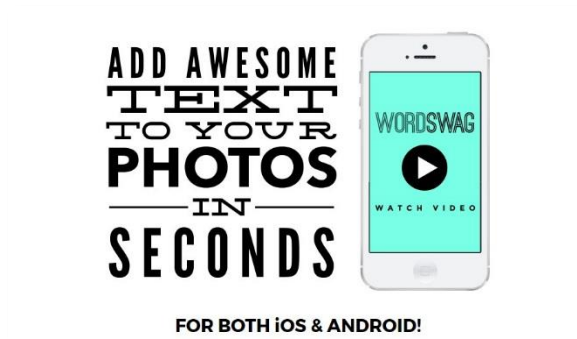 ADD AWESOME
TEXT
TO YOUR
PHOTOS
IN
SECONDS
WORDSWAG
WATCH VIDEO
FOR BOTH iOS & ANDROID!